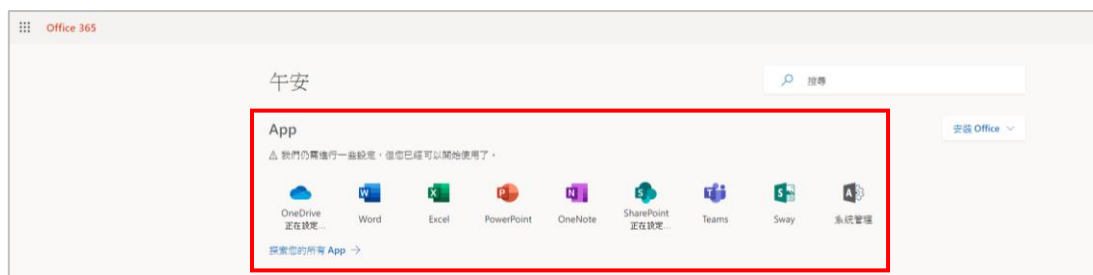 Office 365
午安
搜尋
App
安裝 Office
我們仍需進行一些設定，但您已經可以開始使用了。
OneDrive
正在設定...
Word
Excel
PowerPoint
OneNote
SharePoint
正在設定...
Teams
Sway
系統管理
探索您的所有 App →